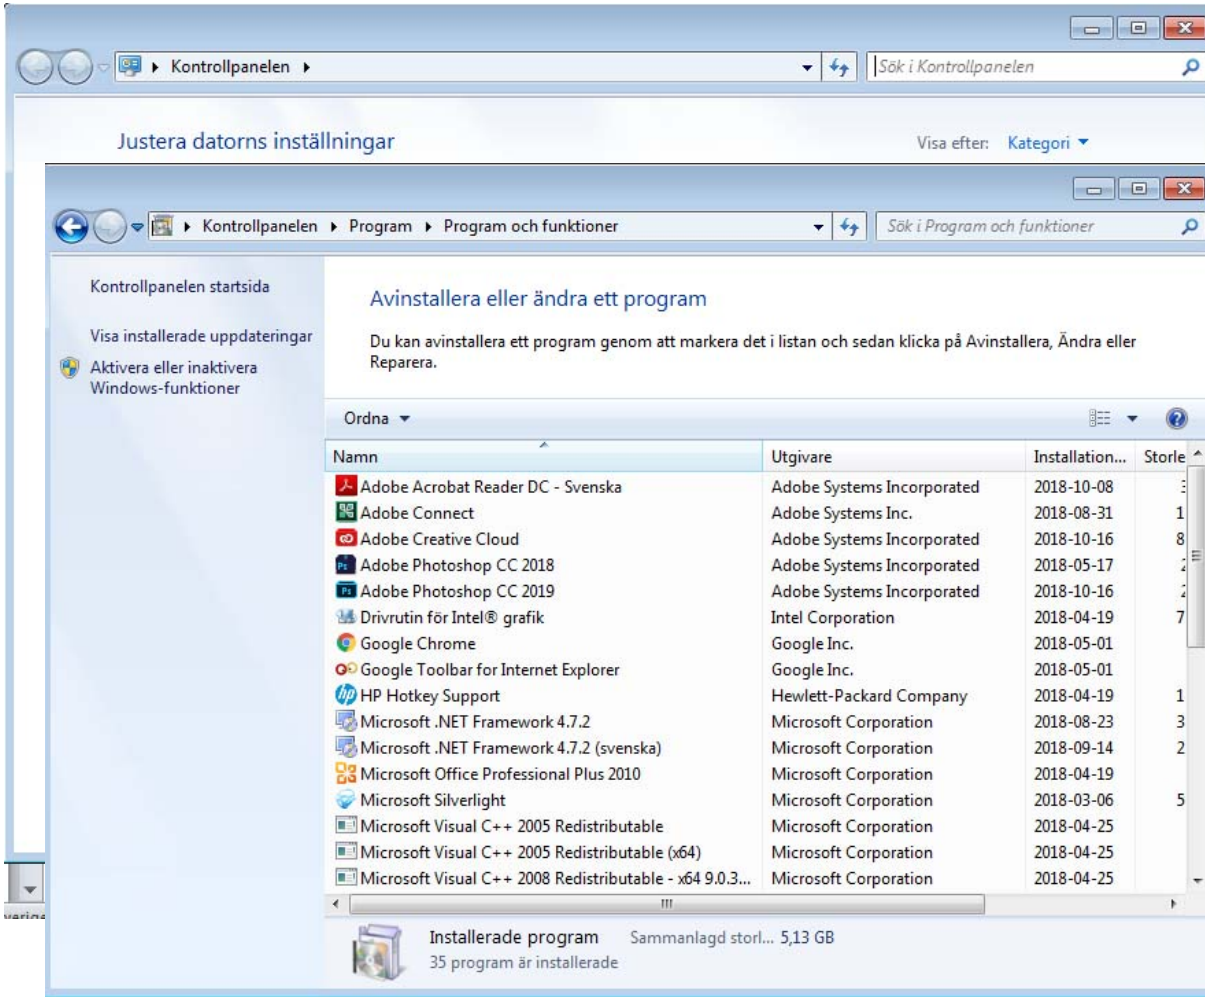 Kontrollpanelen
Sök i Kontrollpanelen
Justera datorns inställningar
Visa efter: Kategori
Kontrollpanelen Program Program och funktioner
Sök i Program och funktioner
Kontrollpanelen startsida
Visa installerade uppdateringar
Aktivera eller inaktivera
Windows-funktioner
Avinstallera eller ändra ett program
Du kan avinstallera ett program genom att markera det i listan och sedan klicka på Avinstallera, Ändra eller
Reparera.
Ordna
Namn Utgivare Installation... Storle
Adobe Acrobat Reader DC - Svenska Adobe Systems Incorporated 2018-10-08
Adobe Connect Adobe Systems Inc. 2018-08-31 1
Adobe Creative Cloud Adobe Systems Incorporated 2018-10-16 8
Adobe Photoshop CC 2018 Adobe Systems Incorporated 2018-05-17
Adobe Photoshop CC 2019 Adobe Systems Incorporated 2018-10-16
Drivrutin för Intel® grafik Intel Corporation 2018-04-19 7
Google Chrome Google Inc. 2018-05-01
Google Toolbar for Internet Explorer Google Inc. 2018-05-01
HP Hotkey Support Hewlett-Packard Company 2018-04-19 1
Microsoft .NET Framework 4.7.2 Microsoft Corporation 2018-08-23 3
Microsoft .NET Framework 4.7.2 (svenska) Microsoft Corporation 2018-09-14 2
Microsoft Office Professional Plus 2010 Microsoft Corporation 2018-04-19
Microsoft Silverlight Microsoft Corporation 2018-03-06 5
Microsoft Visual C++ 2005 Redistributable Microsoft Corporation 2018-04-25
Microsoft Visual C++ 2005 Redistributable (x64) Microsoft Corporation 2018-04-25
Microsoft Visual C++ 2008 Redistributable - x64 9.0.3... Microsoft Corporation 2018-04-25
Installerade program Sammanlagd storl... 5,13 GB
35 program är installerade